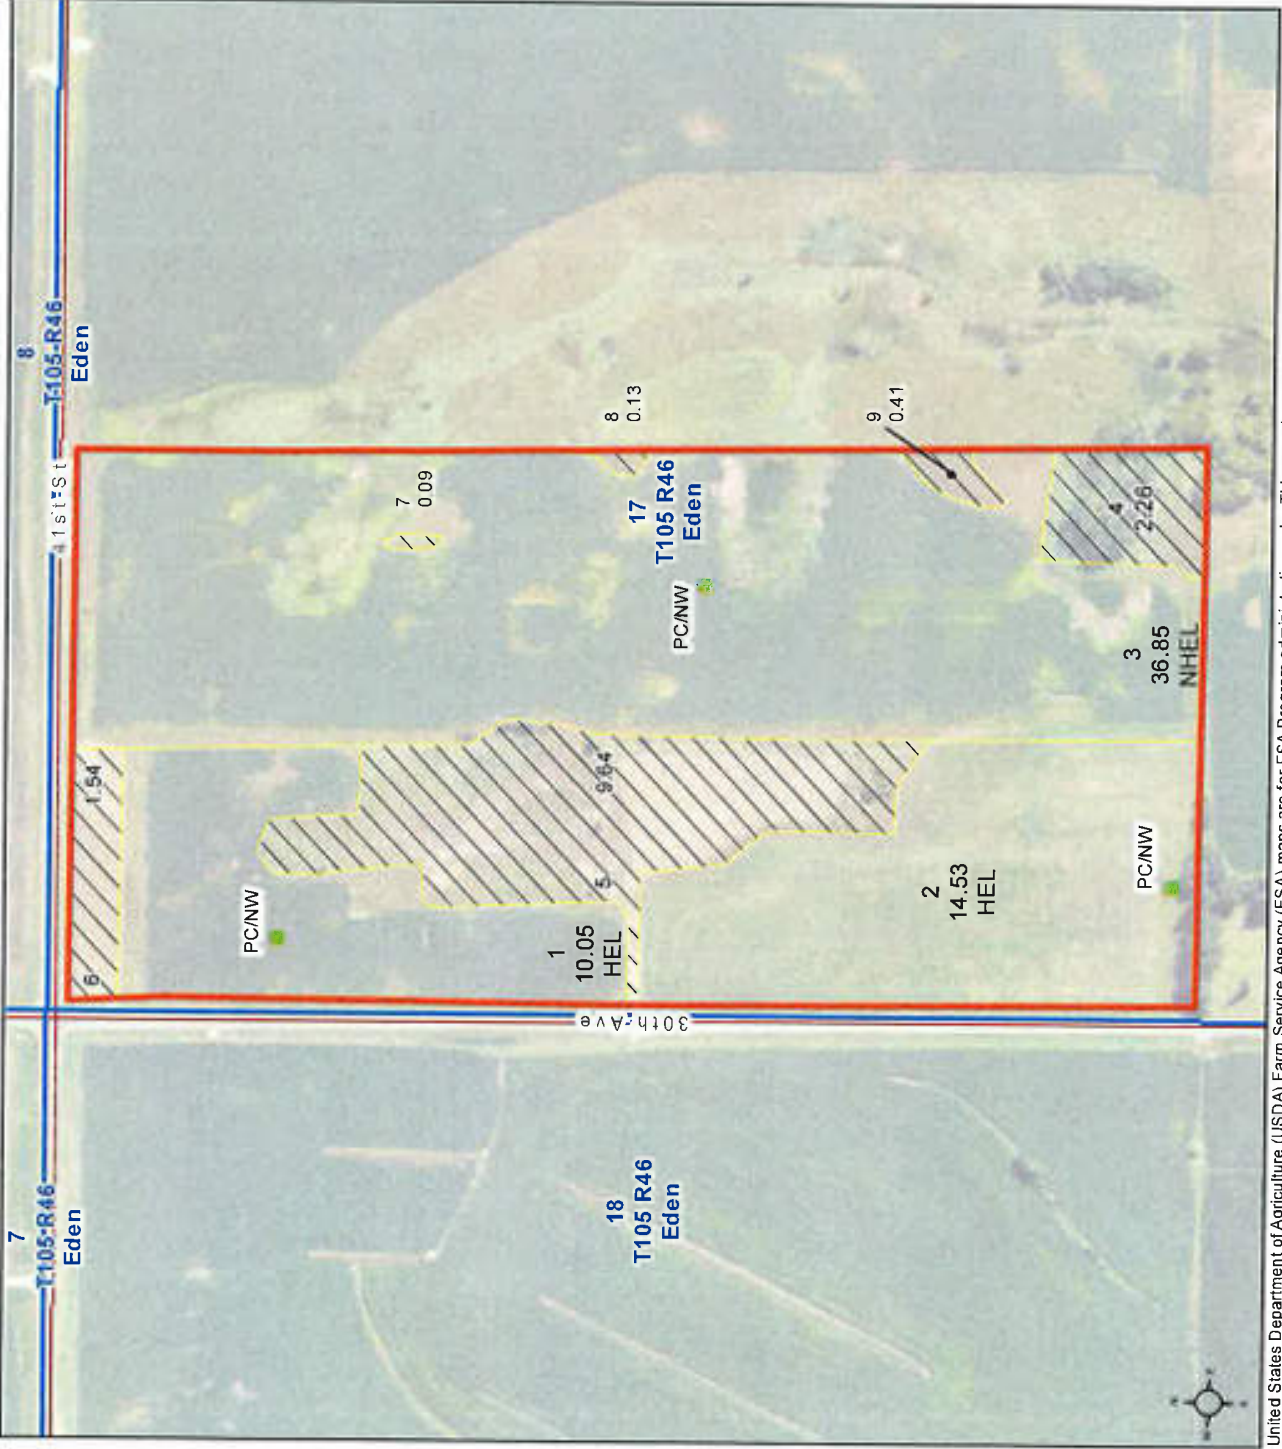 8
T105-R46
Eden
7
T105-R46
Eden
41st St
30th Ave
6
1.54
7
0.09
8
0.13
9
0.41
17
T105 R46
Eden
PC/NW
PC/NW
PC/NW
5
9.64
4
2.26
1
10.05
HEL
2
14.53
HEL
3
36.85
NHEL
18
T105 R46
Eden
N
E
S
W
United States Department of Agriculture (USDA) Farm Service Agency (FSA) maps are for FSA Program administration